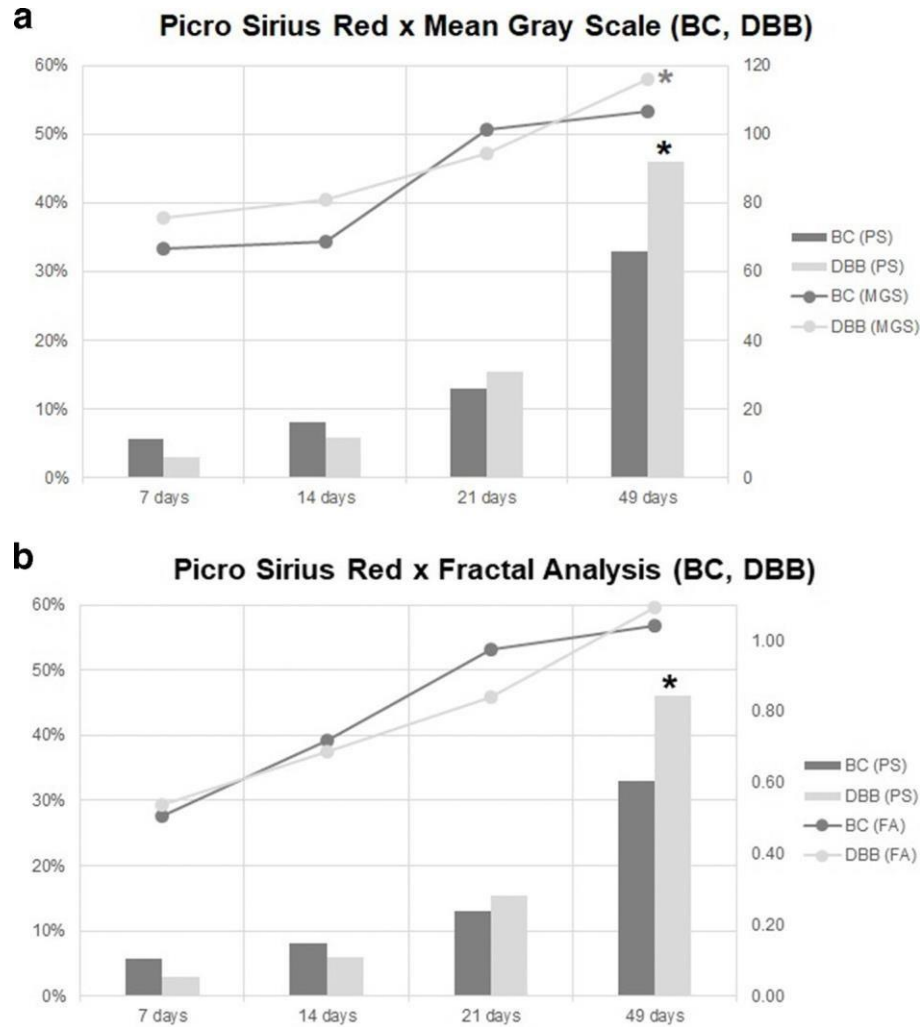 a
Picro Sirius Red x Mean Gray Scale (BC, DBB)
60%
50%
40%
30%
20%
10%
0%
120
100
80
60
40
20
0
*
*
7 days 14 days 21 days 49 days
BC (PS)
DBB (PS)
BC (MGS)
DBB (MGS)
b
Picro Sirius Red x Fractal Analysis (BC, DBB)
60%
50%
40%
30%
20%
10%
0%
1.00
0.80
0.60
0.40
0.20
0.00
*
7 days 14 days 21 days 49 days
BC (PS)
DBB (PS)
BC (FA)
DBB (FA)